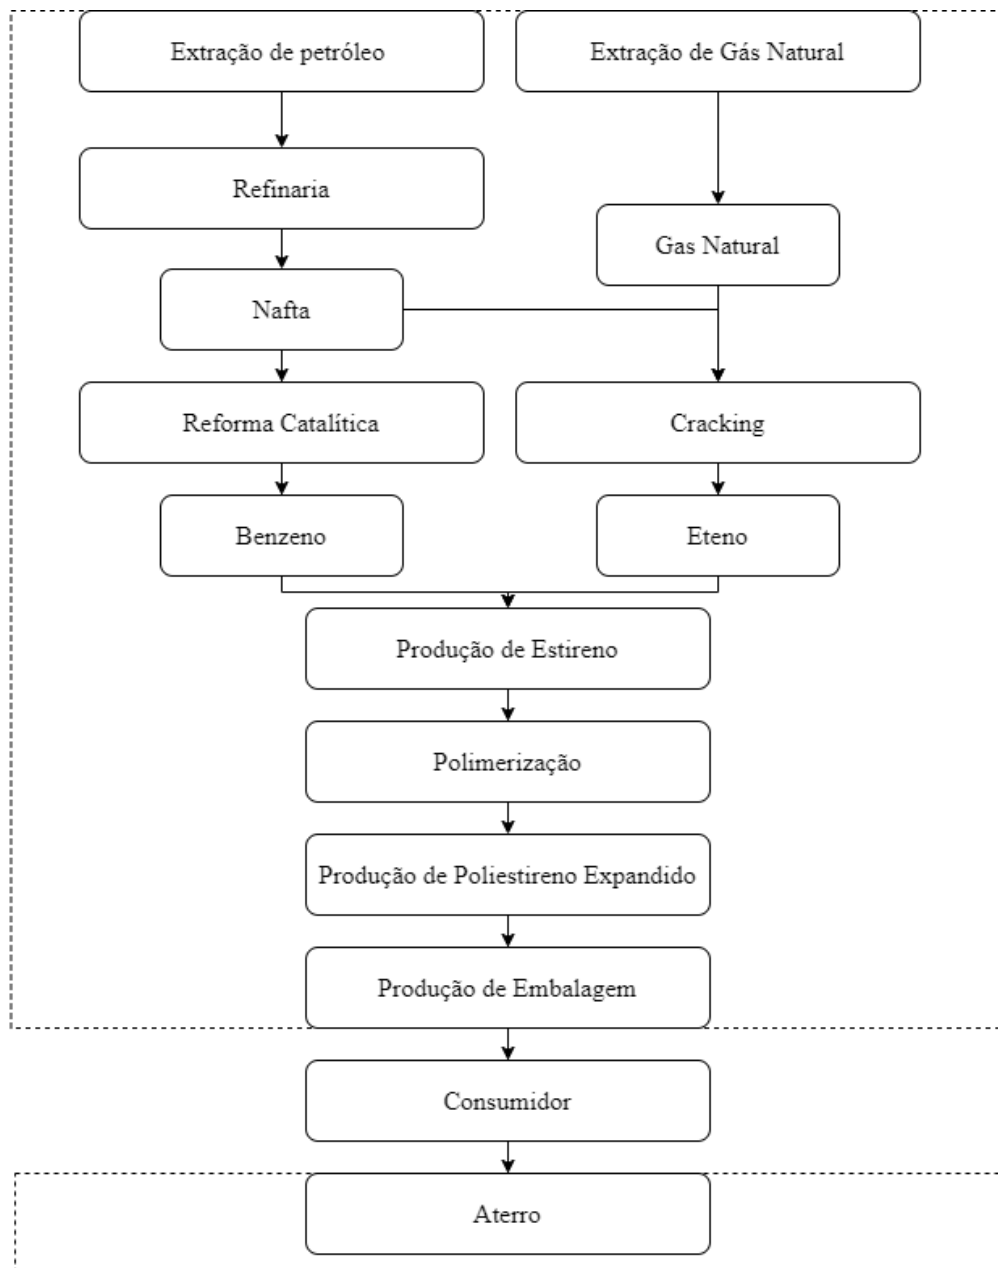 Extração de petróleo
Extração de Gás Natural
Refinaria
Gas Natural
Nafta
Reforma Catalítica
Cracking
Benzeno
Eteno
Produção de Estireno
Polimerização
Produção de Poliestireno Expandido
Produção de Embalagem
Consumidor
Aterro